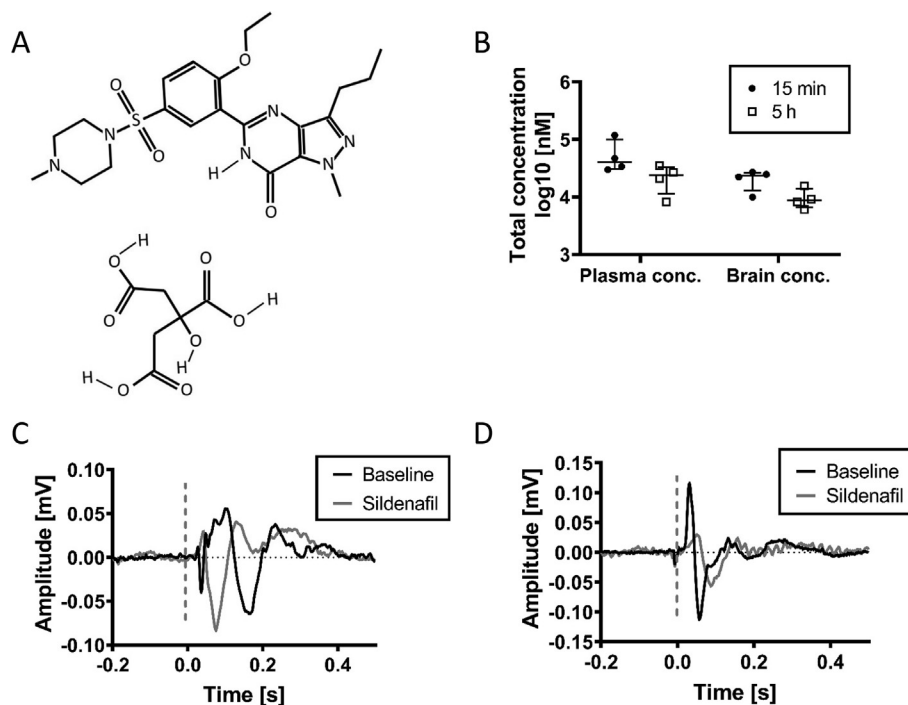 A
O
O
O
S
N
N
O
N
N
N
H
N
N
O
B
Total concentration
log10 [nM]
6
5
4
3
15 min
5 h
Plasma conc.
Brain conc.
H
O
O
O
O
H
O
H
H
O
O
C
Amplitude [mV]
0.10
0.05
0.00
-0.05
-0.10
Baseline
Sildenafil
-0.2
0.0
0.2
0.4
Time [s]
D
Amplitude [mV]
0.15
0.10
0.05
0.00
-0.05
-0.10
-0.15
Baseline
Sildenafil
-0.2
0.0
0.2
0.4
Time [s]